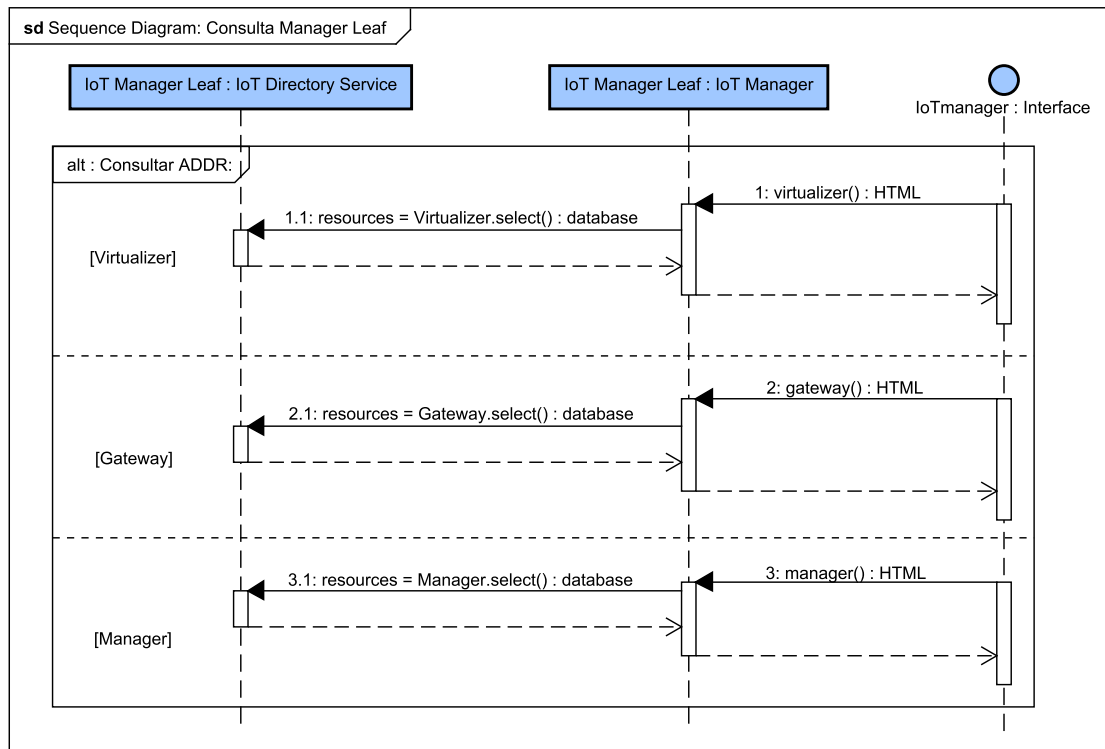 sd Sequence Diagram: Consulta Manager Leaf
IoT Manager Leaf : IoT Directory Service
IoT Manager Leaf : IoT Manager
IoTmanager : Interface
alt : Consultar ADDR:
1: virtualizer() : HTML
1.1: resources = Virtualizer.select() : database
[Virtualizer]
2: gateway() : HTML
2.1: resources = Gateway.select() : database
[Gateway]
3: manager() : HTML
3.1: resources = Manager.select() : database
[Manager]